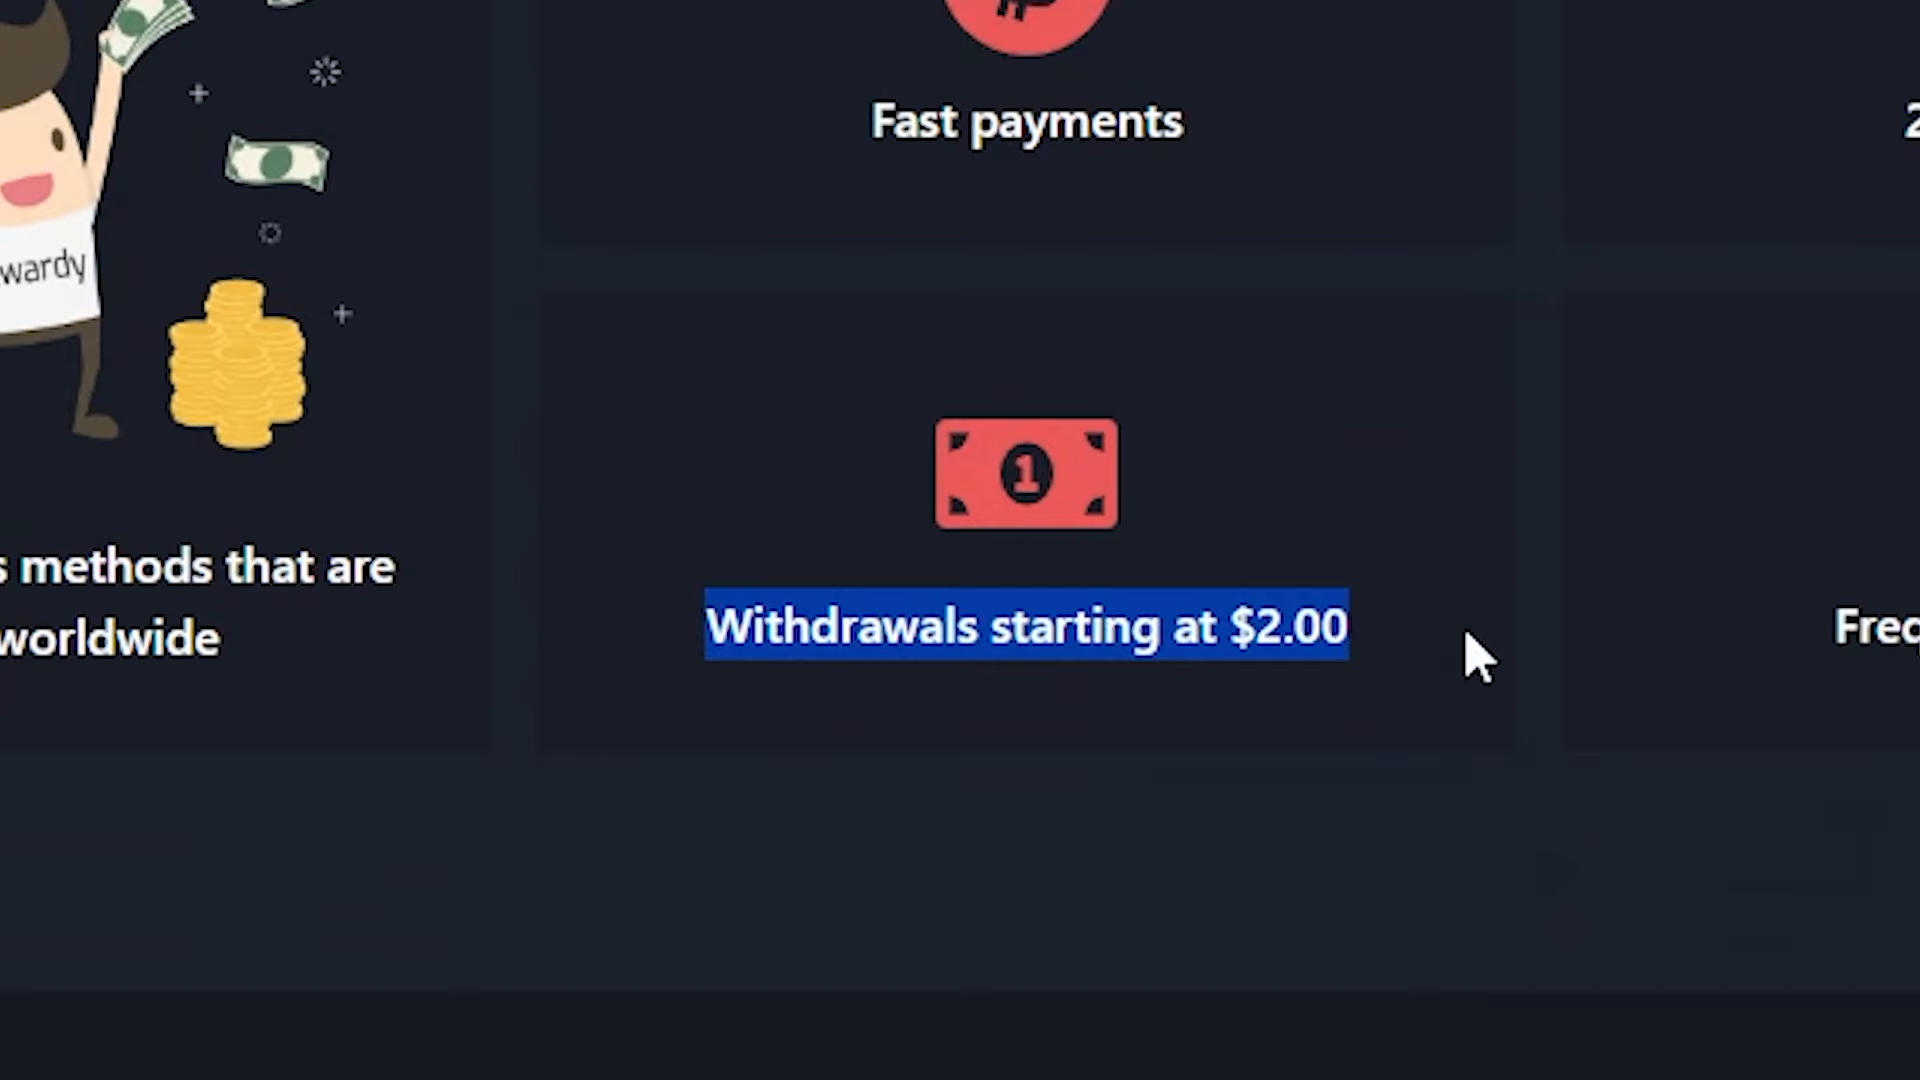 Fast payments
wardy
methods that are
worldwide
1
Withdrawals starting at $2.00